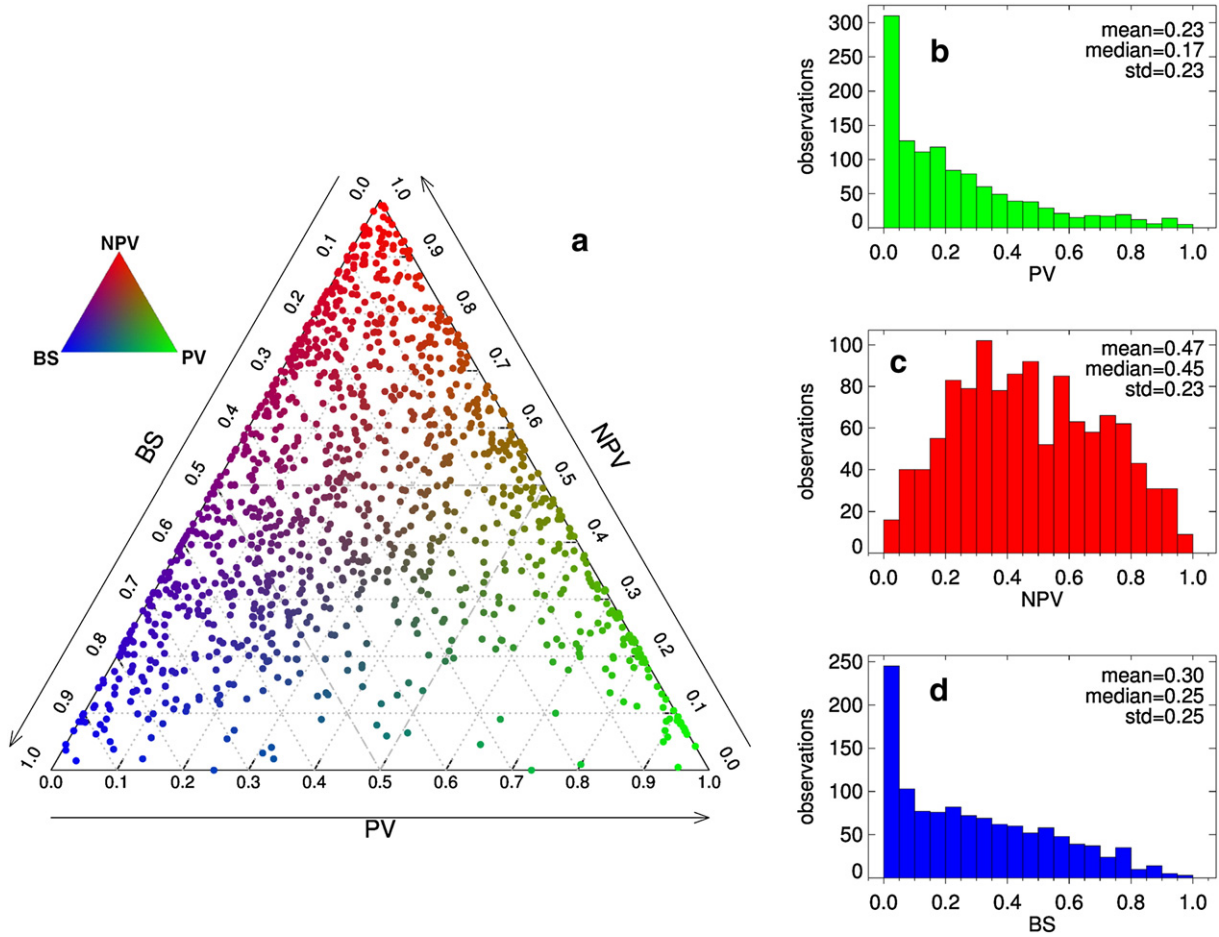 a
NPV
BS
PV
0.0
0.1
0.2
0.3
0.4
0.5
0.6
0.7
0.8
0.9
1.0
BS
1.0
0.9
0.8
0.7
0.6
0.5
0.4
0.3
0.2
0.1
0.0
NPV
0.0 0.1 0.2 0.3 0.4 0.5 0.6 0.7 0.8 0.9 1.0
PV
b
mean=0.23
median=0.17
std=0.23
observations
300
250
200
150
100
50
0
0.0 0.2 0.4 0.6 0.8 1.0
PV
c
mean=0.47
median=0.45
std=0.23
observations
100
80
60
40
20
0
0.0 0.2 0.4 0.6 0.8 1.0
NPV
d
mean=0.30
median=0.25
std=0.25
observations
250
200
150
100
50
0
0.0 0.2 0.4 0.6 0.8 1.0
BS